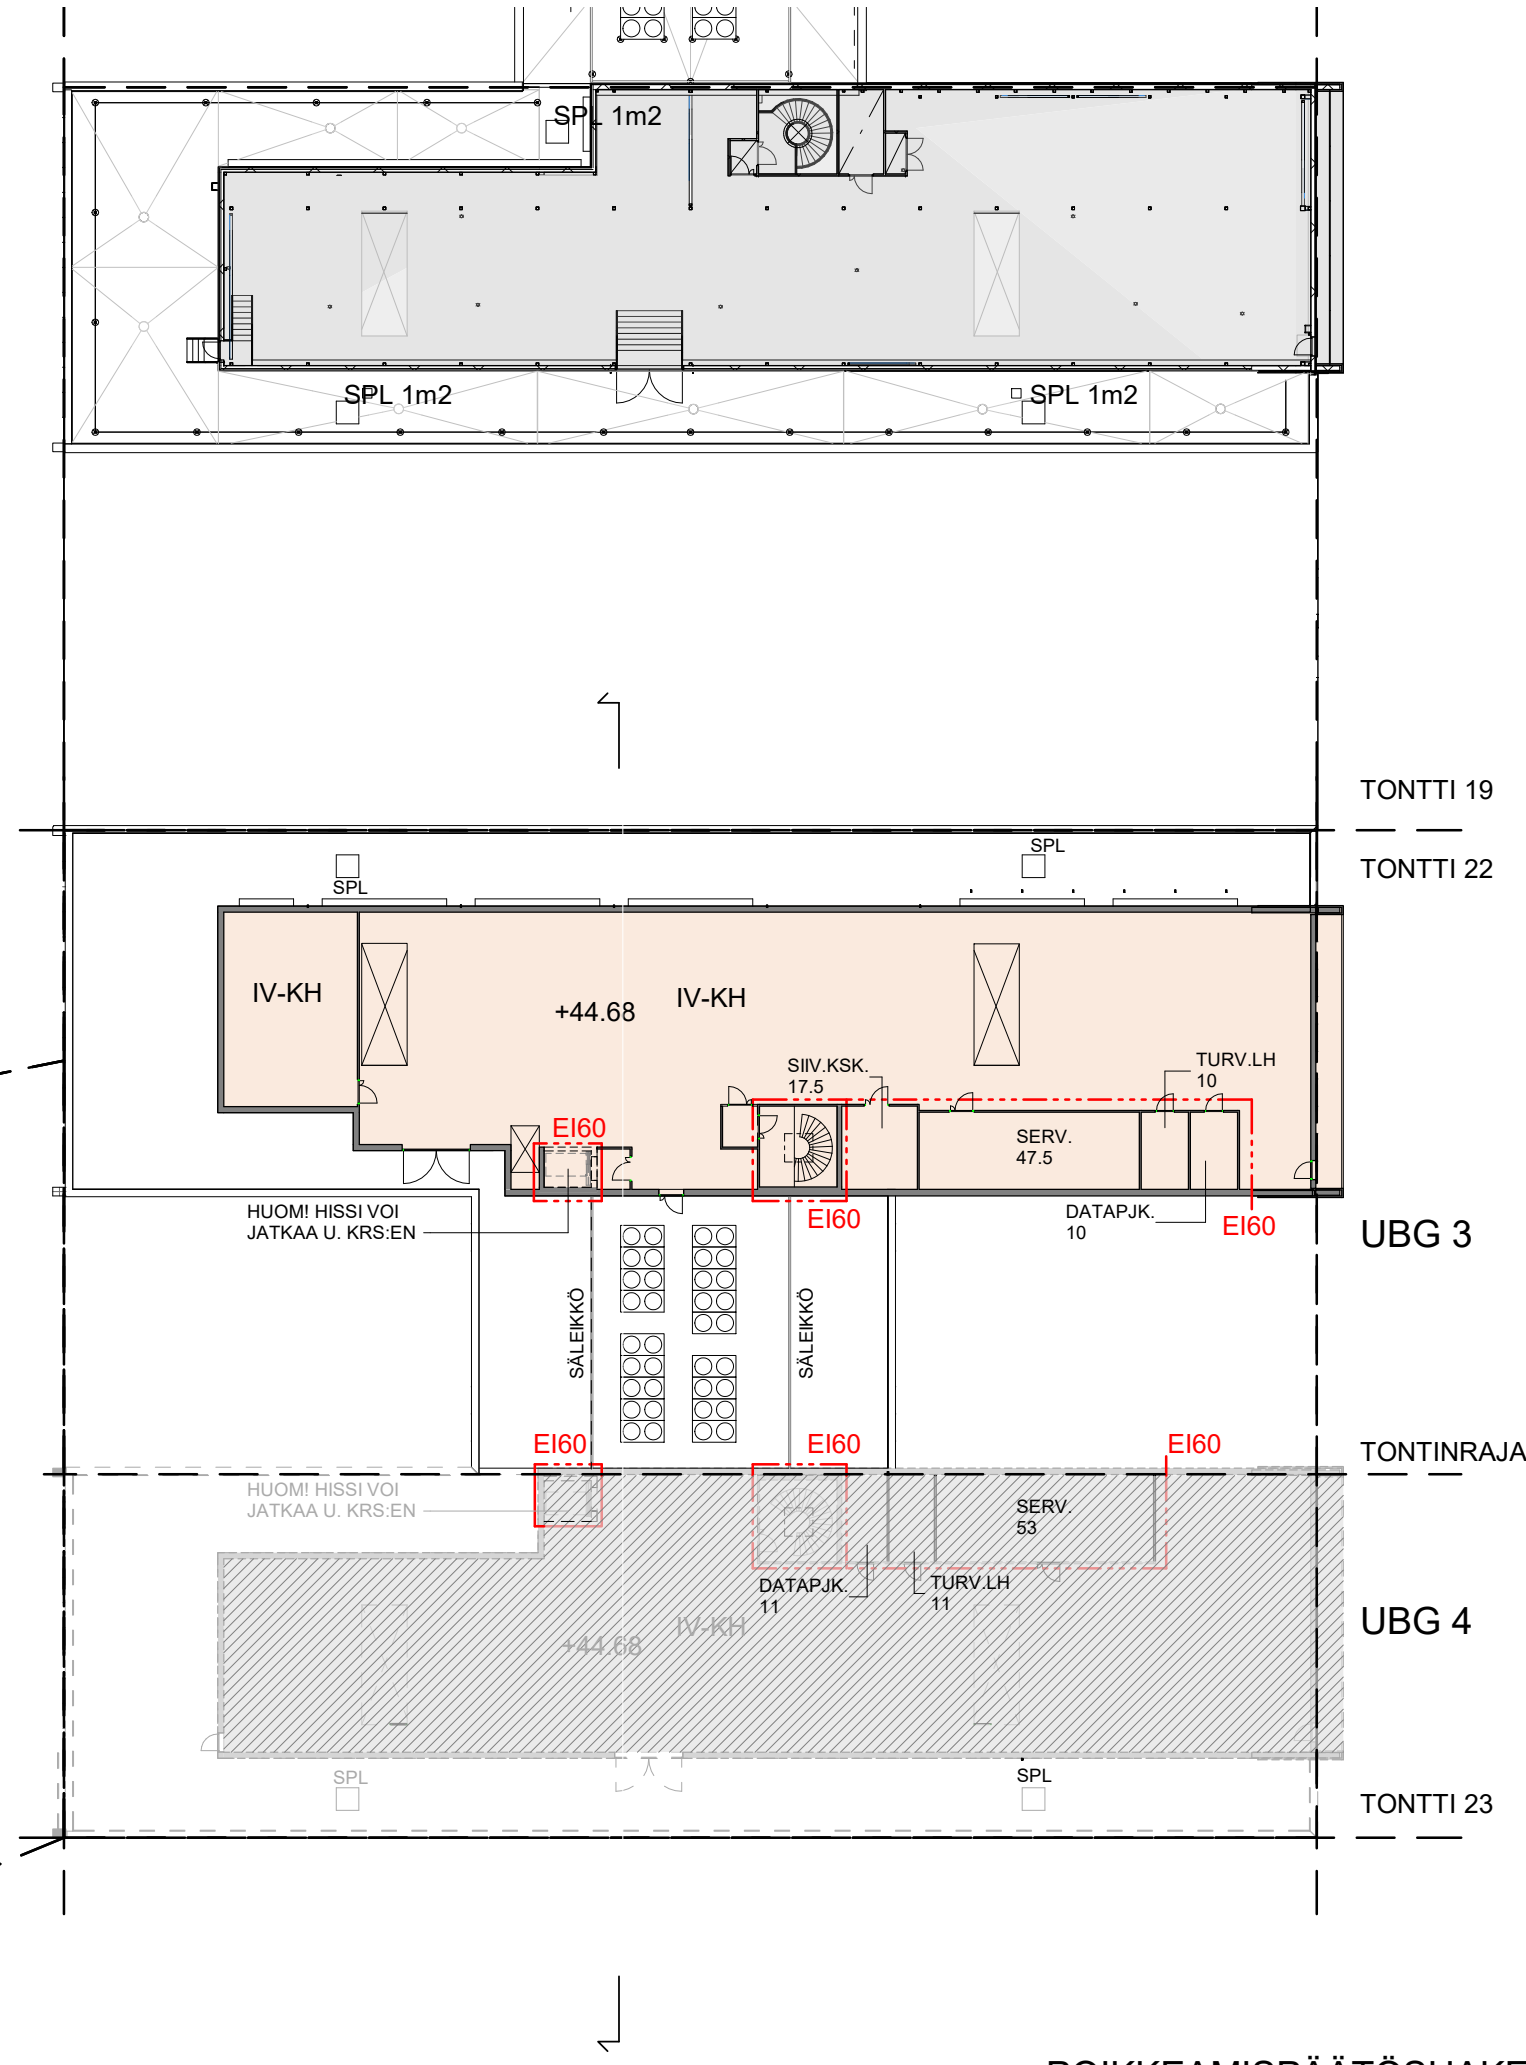 SPL 1m2
SPL 1m2
SPL 1m2
TONTTI 19
TONTTI 22
SPL
SPL
IV-KH
+44.68
IV-KH
SIIV.KSK.
17.5
TURV.LH
10
EI60
SERV.
47.5
HUOM! HISSI VOI
JATKAA U. KRS:EN
EI60
DATAPJK.
10
EI60
UBG 3
SÄLEIKKÖ
SÄLEIKKÖ
EI60
EI60
EI60
TONTINRAJA
HUOM! HISSI VOI
JATKAA U. KRS:EN
SERV.
53
DATAPJK.
11
TURV.LH
11
IV-KH
+44.68
UBG 4
SPL
SPL
TONTTI 23
POIKKEAMISPÄÄTÖSHAKE